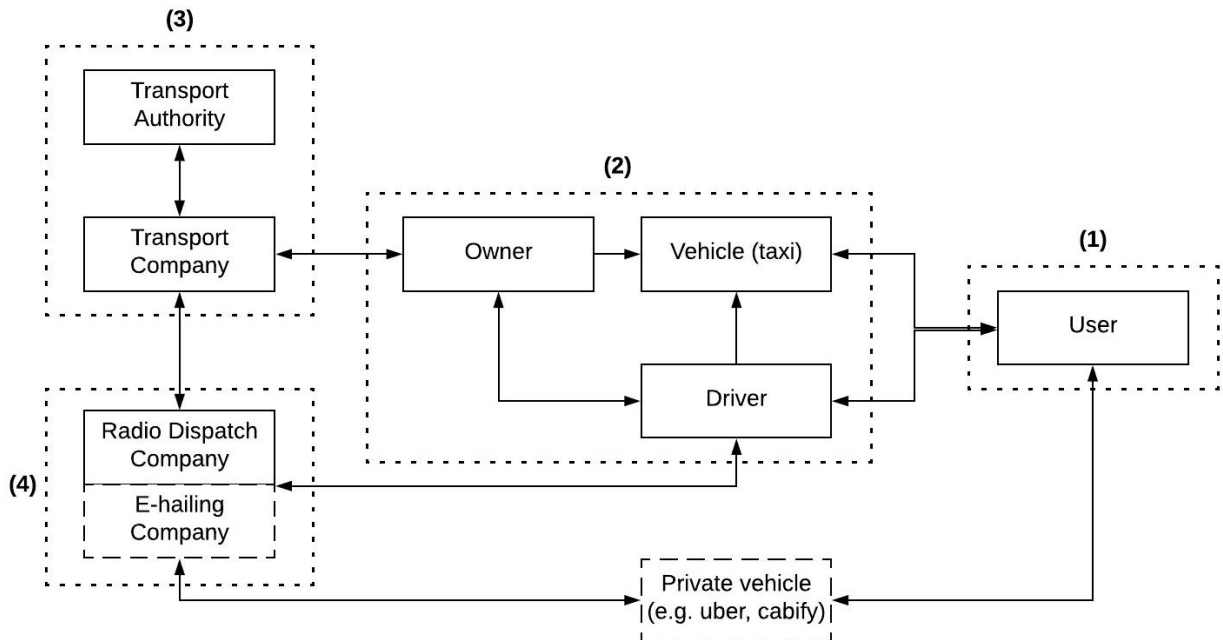 (3)
Transport
Authority
Transport
Company
(2)
Owner
Vehicle (taxi)
Driver
(1)
User
(4)
Radio Dispatch
Company
E-hailing
Company
Private vehicle
(e.g. uber, cabify)